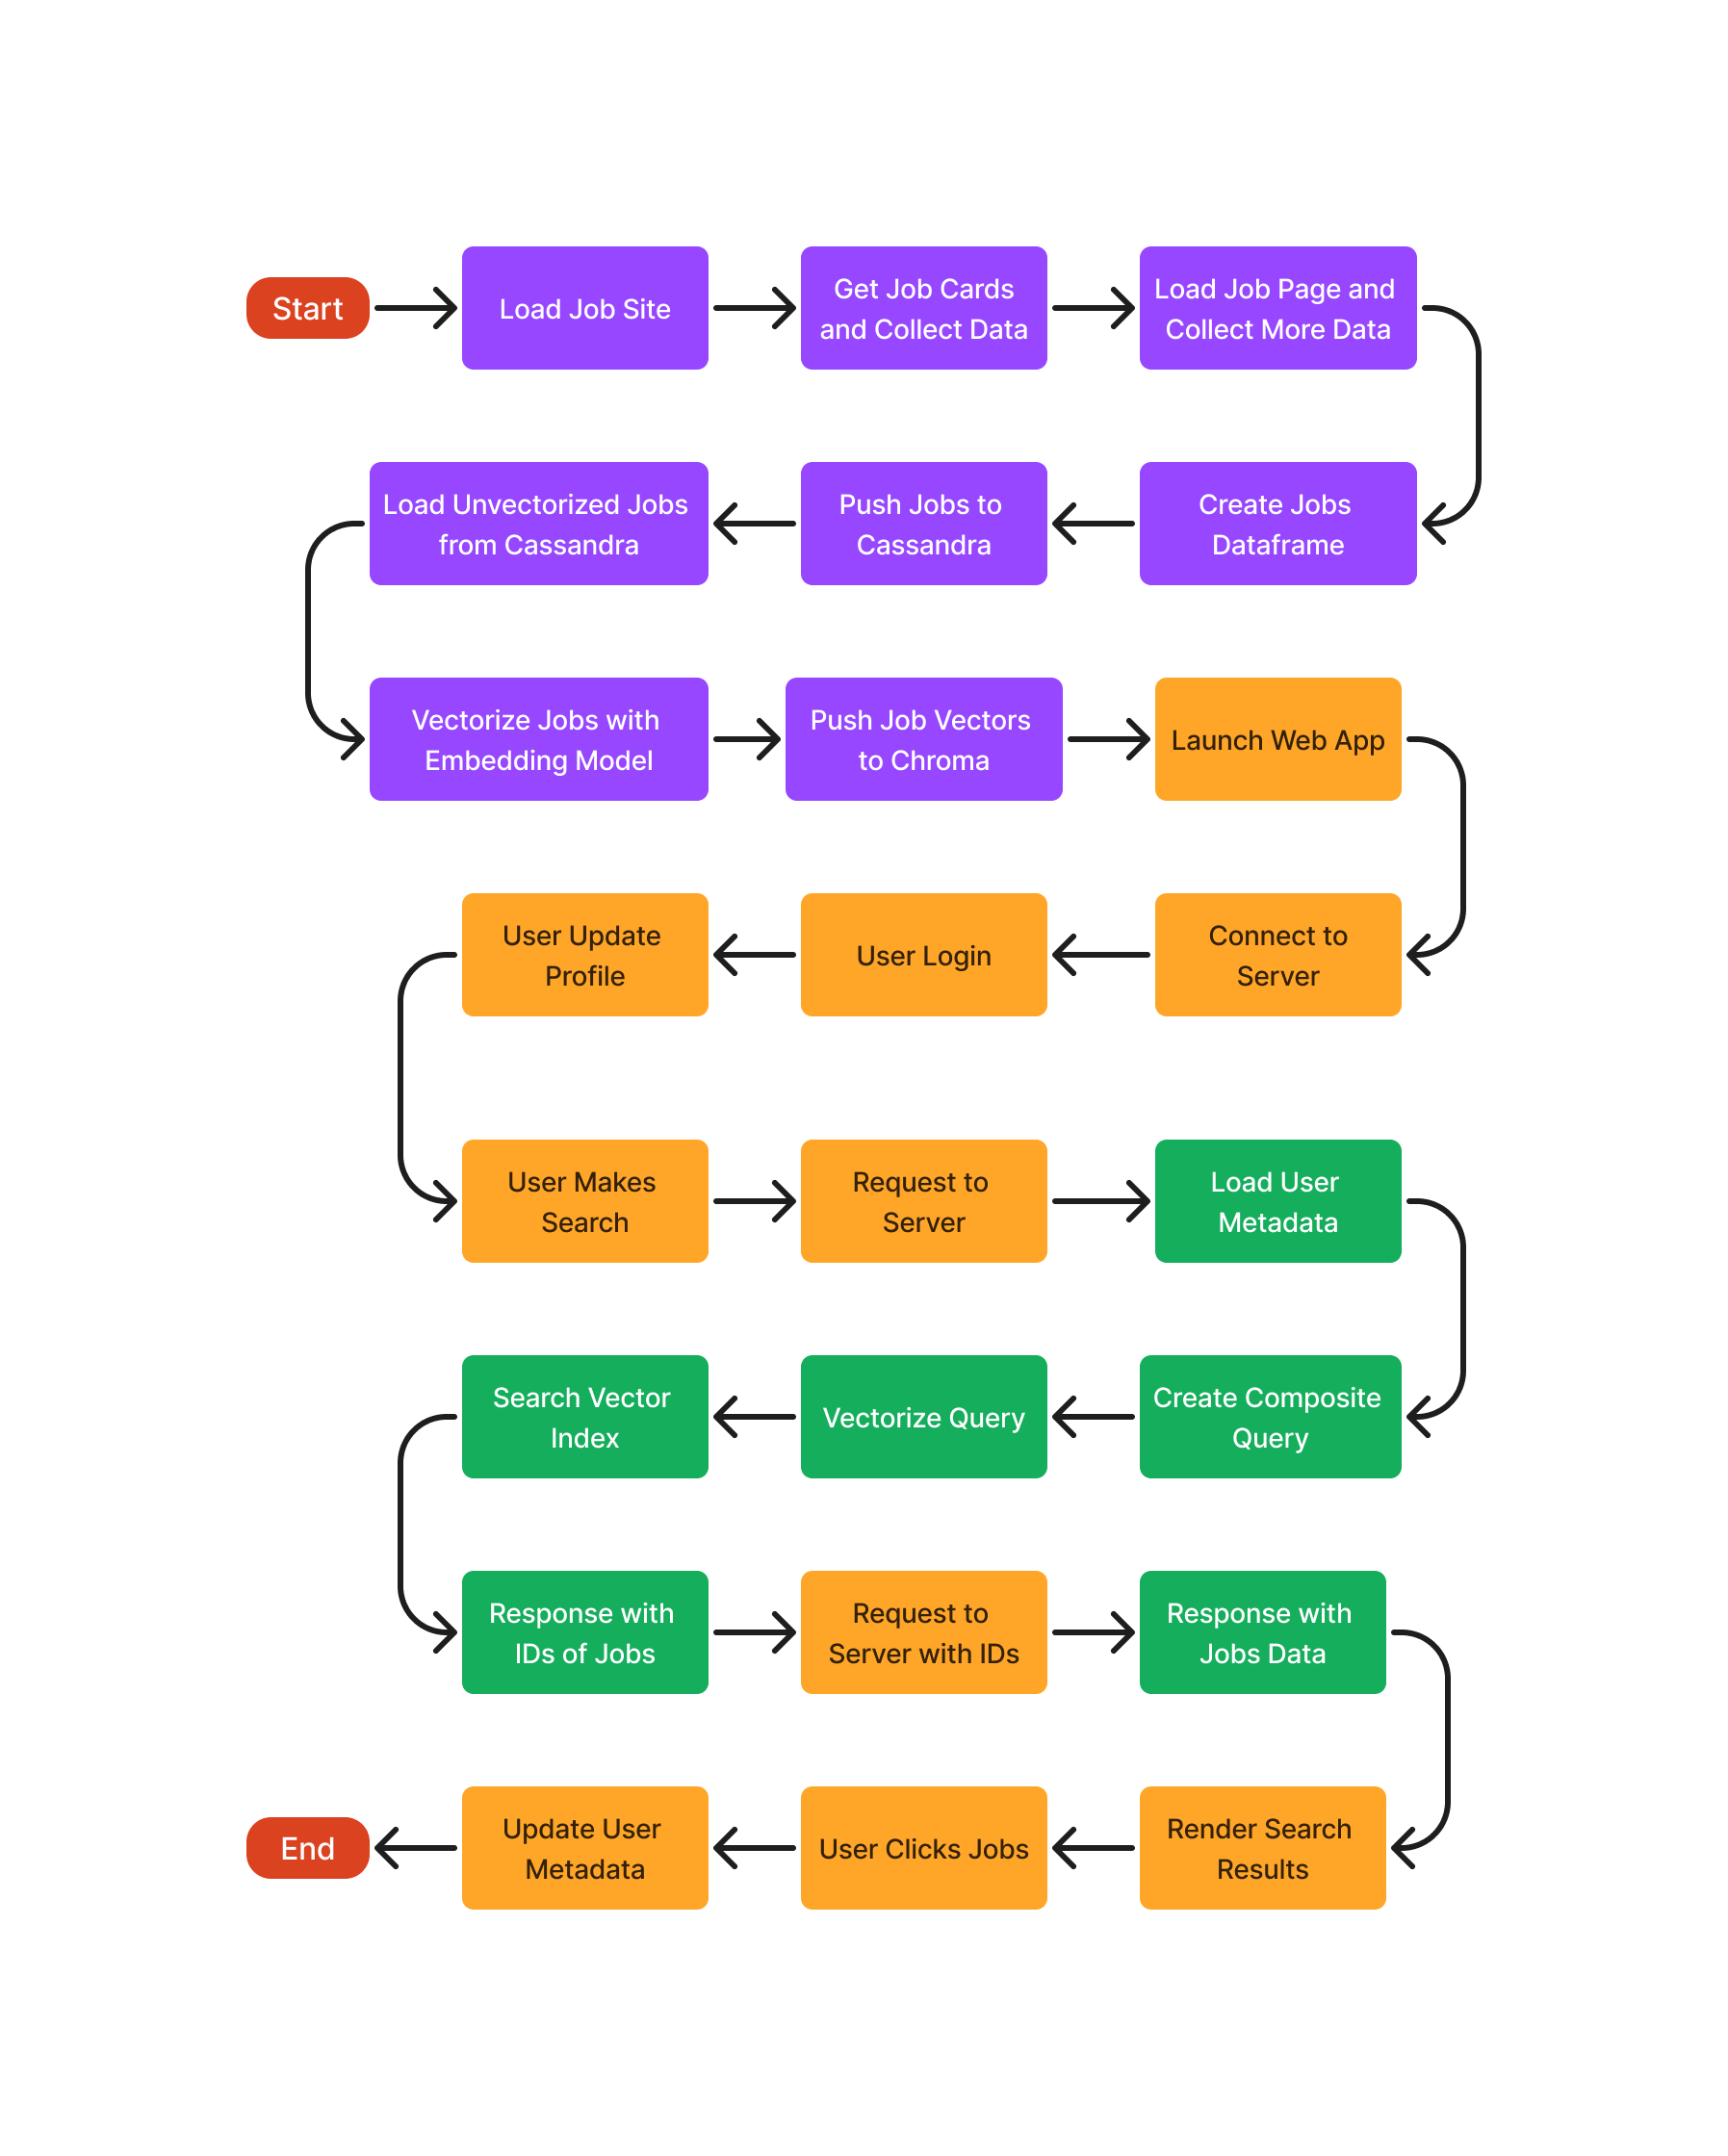 Start
Load Job Site
Get Job Cards
and Collect Data
Load Job Page and
Collect More Data
Create Jobs
Dataframe
Push Jobs to
Cassandra
Load Unvectorized Jobs
from Cassandra
Vectorize Jobs with
Embedding Model
Push Job Vectors
to Chroma
Launch Web App
Connect to
Server
User Login
User Update
Profile
User Makes
Search
Request to
Server
Load User
Metadata
Create Composite
Query
Vectorize Query
Search Vector
Index
Response with
IDs of Jobs
Request to
Server with IDs
Response with
Jobs Data
Render Search
Results
User Clicks Jobs
Update User
Metadata
End